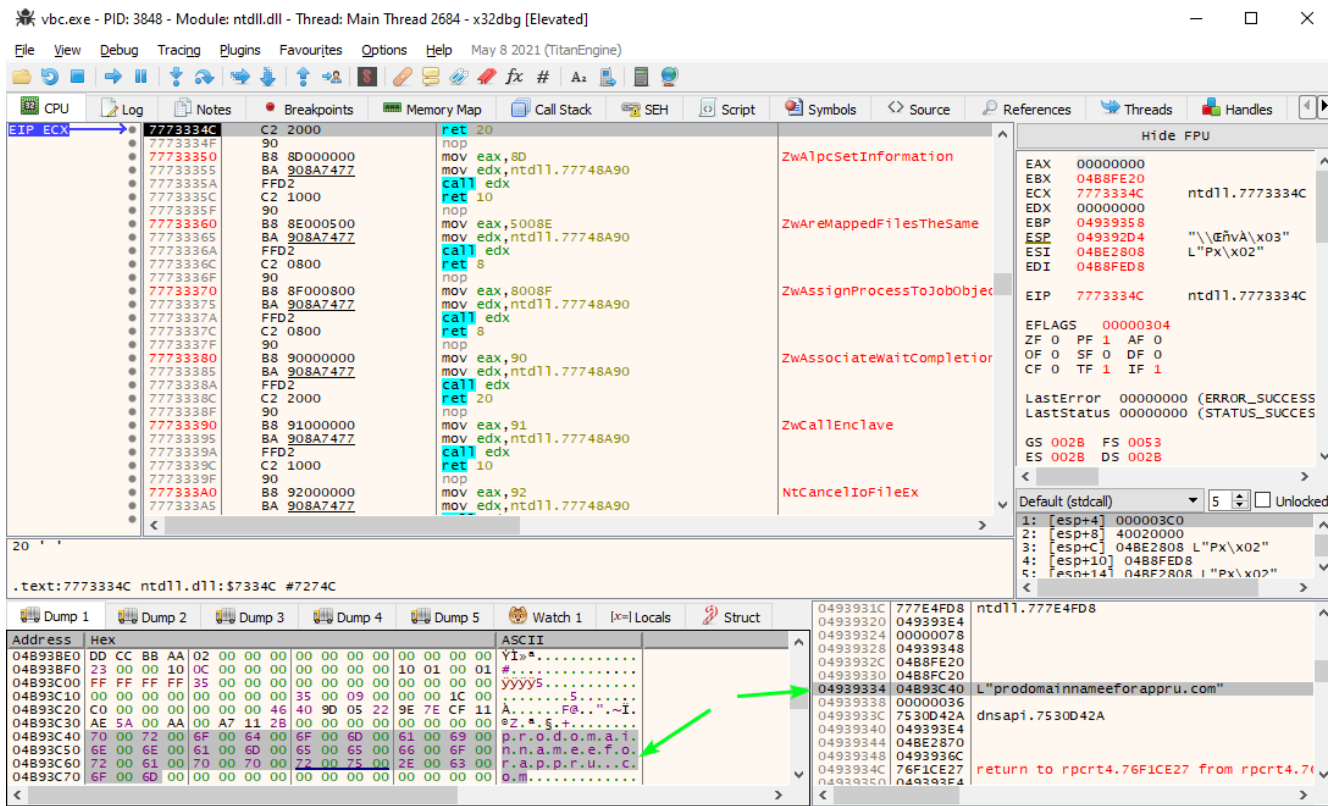 vbc.exe - PID: 3848 - Module: ntdll.dll - Thread: Main Thread 2684 - x32dbg [Elevated]
File View Debug Tracing Plugins Favourites Options Help May 8 2021 (TitanEngine)
CPU Log Notes Breakpoints Memory Map Call Stack SEH Script Symbols Source References Threads Handles
EIP ECX 7773334C C2 2000 ret 20
7773334F 90 nop
77733350 B8 8D000000 mov eax,8D ZwAlpcSetInformation
77733355 BA 908A7477 mov edx,ntdll.77748A90
7773335A FFD2 call edx
7773335C C2 1000 ret 10
7773335F 90 nop
77733360 B8 8E000500 mov eax,5008E ZwAreMappedFilesTheSame
77733365 BA 908A7477 mov edx,ntdll.77748A90
7773336A FFD2 call edx
7773336C C2 0800 ret 8
7773336F 90 nop
77733370 B8 8F000800 mov eax,8008F ZwAssignProcessToJobObjec
77733375 BA 908A7477 mov edx,ntdll.77748A90
7773337A FFD2 call edx
7773337C C2 0800 ret 8
7773337F 90 nop
77733380 B8 90000000 mov eax,90 ZwAssociateWaitCompletion
77733385 BA 908A7477 mov edx,ntdll.77748A90
7773338A FFD2 call edx
7773338C C2 2000 ret 20
7773338F 90 nop
77733390 B8 91000000 mov eax,91 ZwCallEnclave
77733395 BA 908A7477 mov edx,ntdll.77748A90
7773339A FFD2 call edx
7773339C C2 1000 ret 10
7773339F 90 nop
777333A0 B8 92000000 mov eax,92 NtCancelIoFileEx
777333A5 BA 908A7477 mov edx,ntdll.77748A90
Hide FPU
EAX 00000000
EBX 04B8FE20
ECX 7773334C ntdll.7773334C
EDX 00000000
EBP 04939358
ESP 049392D4 "\\ŒñvÀ\x03"
ESI 04BE2808 L"Px\x02"
EDI 04B8FED8
EIP 7773334C ntdll.7773334C
EFLAGS 00000304
ZF 0 PF 1 AF 0
OF 0 SF 0 DF 0
CF 0 TF 1 IF 1
LastError 00000000 (ERROR_SUCCESS
LastStatus 00000000 (STATUS_SUCCES
GS 002B FS 0053
ES 002B DS 002B
Default (stdcall) 5 Unlocked
1: [esp+4] 000003C0
2: [esp+8] 40020000
3: [esp+C] 04BE2808 L"Px\x02"
4: [esp+10] 04B8FED8
5: [esp+14] 04BE2808 L"Px\x02"
20 ' '
.text:7773334C ntdll.dll:$7334C #7274C
Dump 1 Dump 2 Dump 3 Dump 4 Dump 5 Watch 1 [x=] Locals Struct
Address Hex ASCII
04B93BE0 DD CC BB AA 02 00 00 00 00 00 00 00 00 00 00 00 ÝÌ»ª............
04B93BF0 23 00 00 10 0C 00 00 00 00 00 00 00 10 01 00 01 #...............
04B93C00 FF FF FF FF 35 00 00 00 00 00 00 00 00 00 00 00 ÿÿÿÿ5...........
04B93C10 00 00 00 00 00 00 00 00 35 00 09 00 00 00 1C 00 ........5.......
04B93C20 C0 00 00 00 00 00 00 46 40 9D 05 22 9E 7E CF 11 À......F@..".~Ï.
04B93C30 AE 5A 00 AA 00 A7 11 2B 00 00 00 00 00 00 00 00 ®Z.ª.§.+........
04B93C40 70 00 72 00 6F 00 64 00 6F 00 6D 00 61 00 69 00 p.r.o.d.o.m.a.i.
04B93C50 6E 00 6E 00 61 00 6D 00 65 00 65 00 66 00 6F 00 n.n.a.m.e.e.f.o.
04B93C60 72 00 61 00 70 00 70 00 72 00 75 00 2E 00 63 00 r.a.p.p.r.u...c.
04B93C70 6F 00 6D 00 00 00 00 00 00 00 00 00 00 00 00 00 o.m.............
0493931C 777E4FD8 ntdll.777E4FD8
04939320 049393E4
04939324 00000078
04939328 04939348
0493932C 04B8FE20
04939330 04B8FC20
04939334 04B93C40 L"prodomainnameeforappru.com"
04939338 00000036
0493933C 7530D42A dnsapi.7530D42A
04939340 049393E4
04939344 04BE2870
04939348 0493936C
0493934C 76F1CE27 return to rpcrt4.76F1CE27 from rpcrt4.76
04939350 049393E4